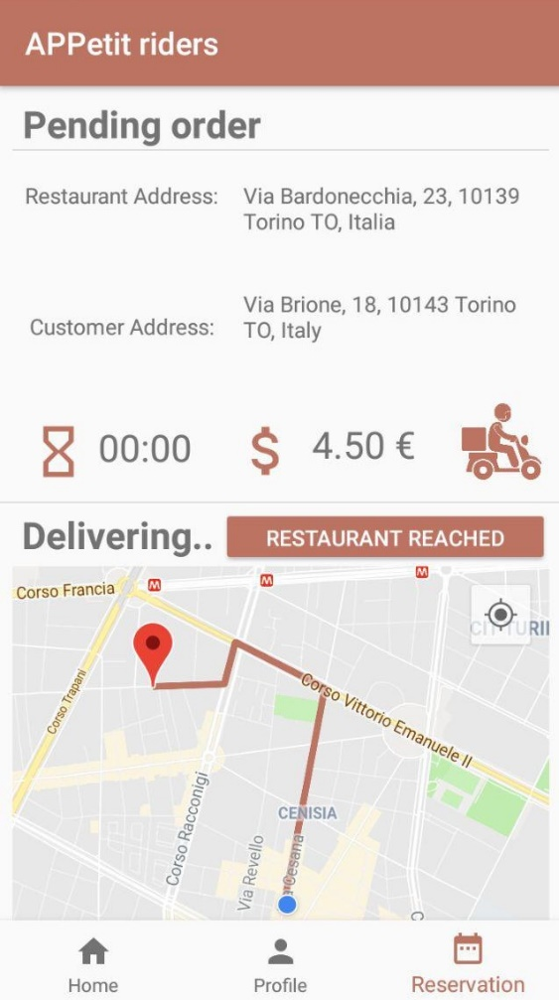 APPetit riders
Pending order
Restaurant Address:
Via Bardonecchia, 23, 10139
Torino TO, Italia
Customer Address:
Via Brione, 18, 10143 Torino
TO, Italy
00:00
$
4.50 €
Delivering..
RESTAURANT REACHED
Corso Francia
M
M
M
Corso Trapani
Corso Vittorio Emanuele II
Corso Racconigi
CENISIA
Via Revello
Cesana
Home
Profile
Reservation